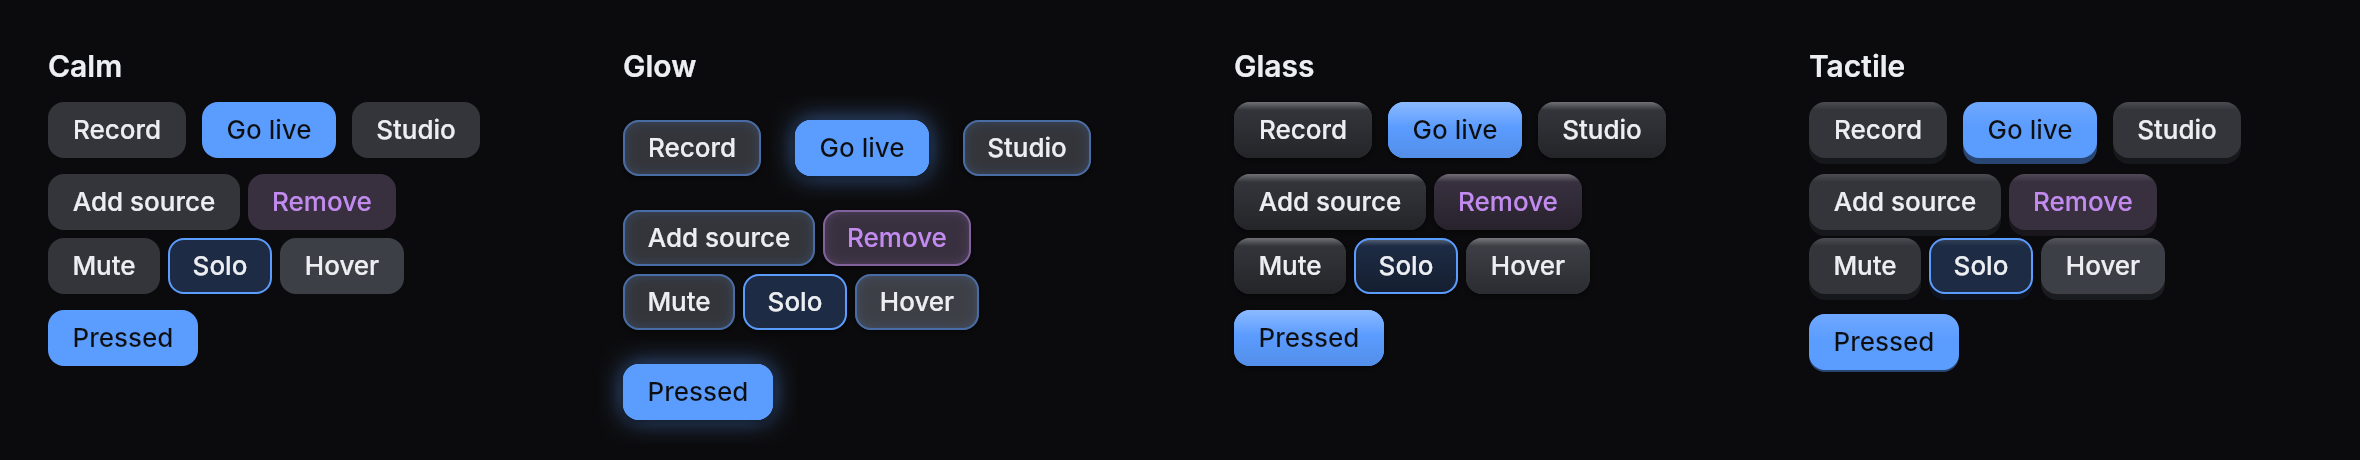 Calm
Record Go live Studio
Add source Remove
Mute Solo Hover
Pressed
Glow
Record Go live Studio
Add source Remove
Mute Solo Hover
Pressed
Glass
Record Go live Studio
Add source Remove
Mute Solo Hover
Pressed
Tactile
Record Go live Studio
Add source Remove
Mute Solo Hover
Pressed